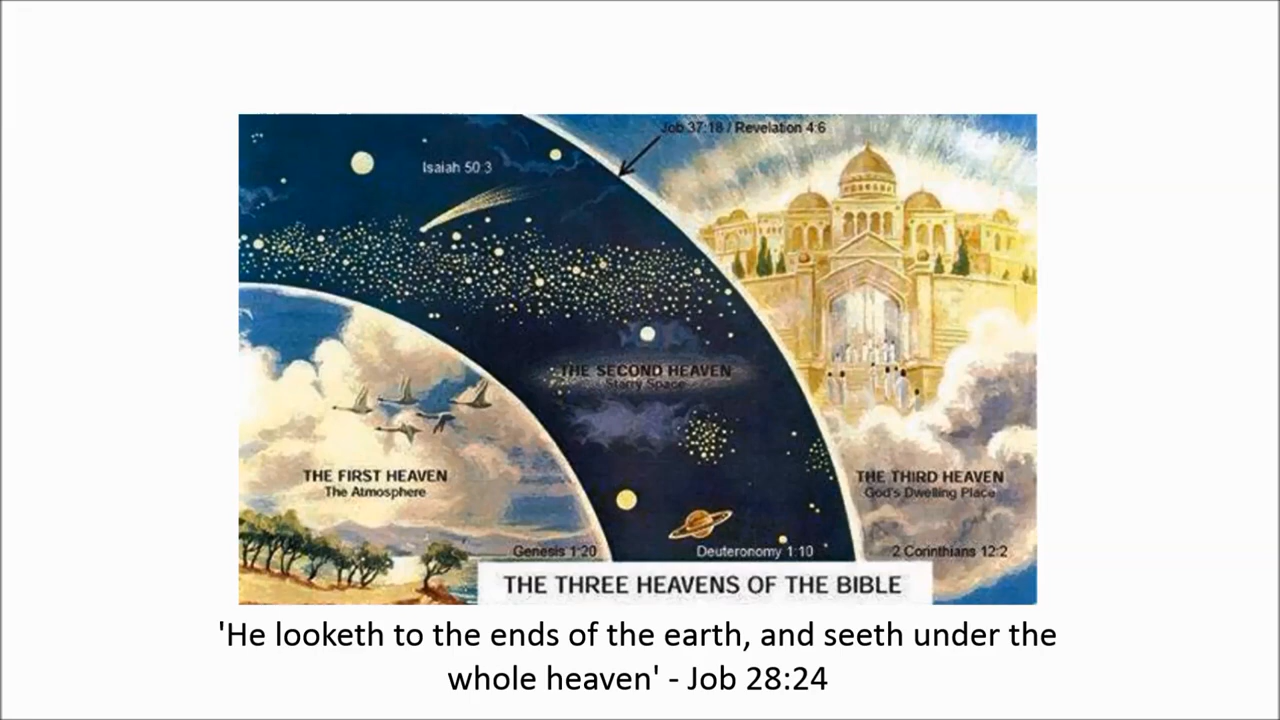 Job 37:18 / Revelation 4:6
Isaiah 50:3
THE SECOND HEAVEN
Starry Space
THE FIRST HEAVEN
The Atmosphere
THE THIRD HEAVEN
God's Dwelling Place
Genesis 1:20
Deuteronomy 1:10
2 Corinthians 12:2
THE THREE HEAVENS OF THE BIBLE
'He looketh to the ends of the earth, and seeth under the
whole heaven' - Job 28:24